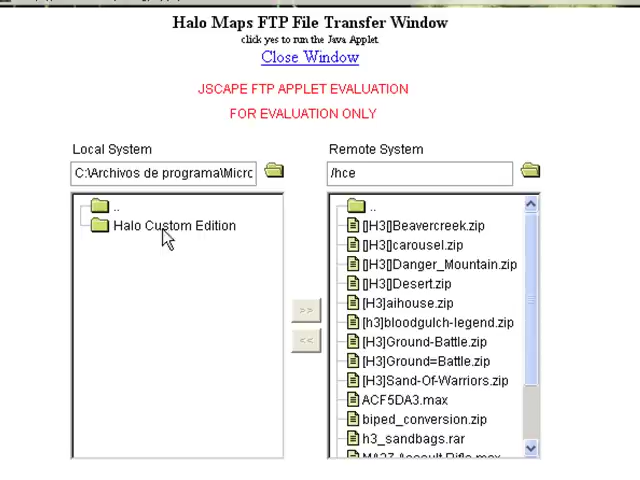 Halo Maps FTP File Transfer Window
click yes to run the Java Applet
Close Window
JSCAPE FTP APPLET EVALUATION
FOR EVALUATION ONLY
Local System
Remote System
C:\Archivos de programa\Micrc
/hce
..
Halo Custom Edition
..
[[H3]]Beavercreek.zip
[[H3]]carousel.zip
[[H3]]Danger_Mountain.zip
[[H3]]Desert.zip
[H3]aihouse.zip
[h3]bloodgulch-legend.zip
[H3]Ground-Battle.zip
[H3]Ground=Battle.zip
[H3]Sand-Of-Warriors.zip
ACF5DA3.max
biped_conversion.zip
h3_sandbags.rar
>>
<<